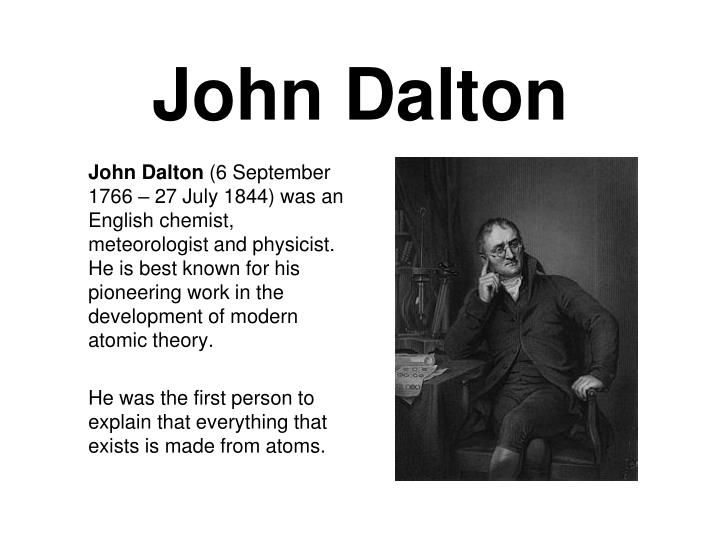 John Dalton
John Dalton (6 September
1766 – 27 July 1844) was an
English chemist,
meteorologist and physicist.
He is best known for his
pioneering work in the
development of modern
atomic theory.
He was the first person to
explain that everything that
exists is made from atoms.